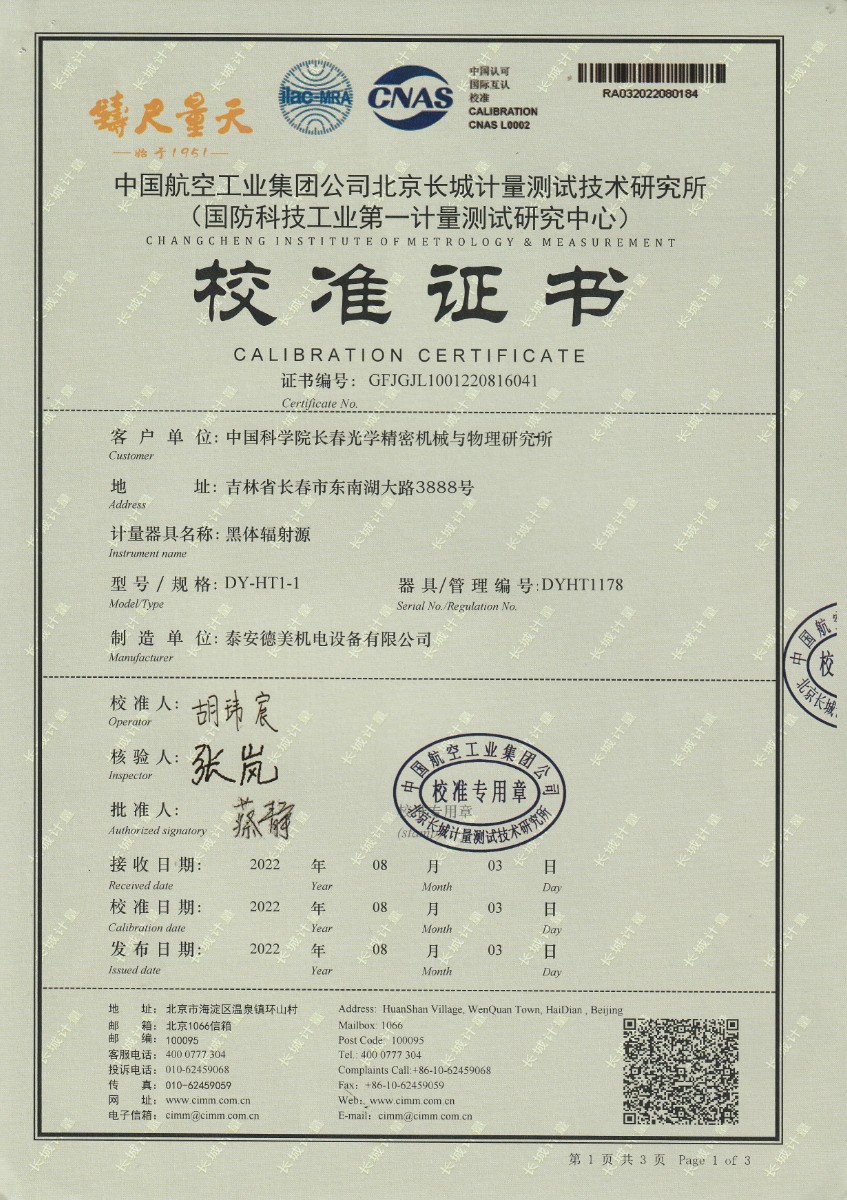 鑄尺量天
始于1951
ilac-MRA
CNAS
中国认可
国际互认
校准
CALIBRATION
CNAS L0002
RA032022080184
中国航空工业集团公司北京长城计量测试技术研究所
（国防科技工业第一计量测试研究中心）
CHANGCHENG INSTITUTE OF METROLOGY & MEASUREMENT
校准证书
CALIBRATION CERTIFICATE
证书编号： GFJGJL1001220816041
Certificate No.
客户单位：中国科学院长春光学精密机械与物理研究所
Customer
地 址：吉林省长春市东南湖大路3888号
Address
计量器具名称：黑体辐射源
Instrument name
型号/规格：DY-HT1-1 器具/管理编号:DYHT1178
Model/Type Serial No./Regulation No.
制造单位：泰安德美机电设备有限公司
Manufacturer
校准人：胡玮宸
Operator
核验人：张岚
Inspector
批准人：蔡静
Authorized signatory
中国航空工业集团公司
校准专用章
北京长城计量测试技术研究所
接收日期： 2022 年 08 月 03 日
Received date Year Month Day
校准日期： 2022 年 08 月 03 日
Calibration date Year Month Day
发布日期： 2022 年 08 月 03 日
Issued date Year Month Day
地 址：北京市海淀区温泉镇环山村 Address: HuanShan Village, WenQuan Town, HaiDian , Beijing
邮 箱：北京1066信箱 Mailbox: 1066
邮 编：100095 Post Code: 100095
客服电话：400 0777 304 Tel.: 400 0777 304
投诉电话：010-62459068 Complaints Call:+86-10-62459068
传 真：010-62459059 Fax: +86-10-62459059
网 址：www.cimm.com.cn Web: www.cimm.com.cn
电子信箱：cimm@cimm.com.cn E-mail: cimm@cimm.com.cn
第 1 页 共 3 页 Page 1 of 3
中国航
校
北京长城
长城计量